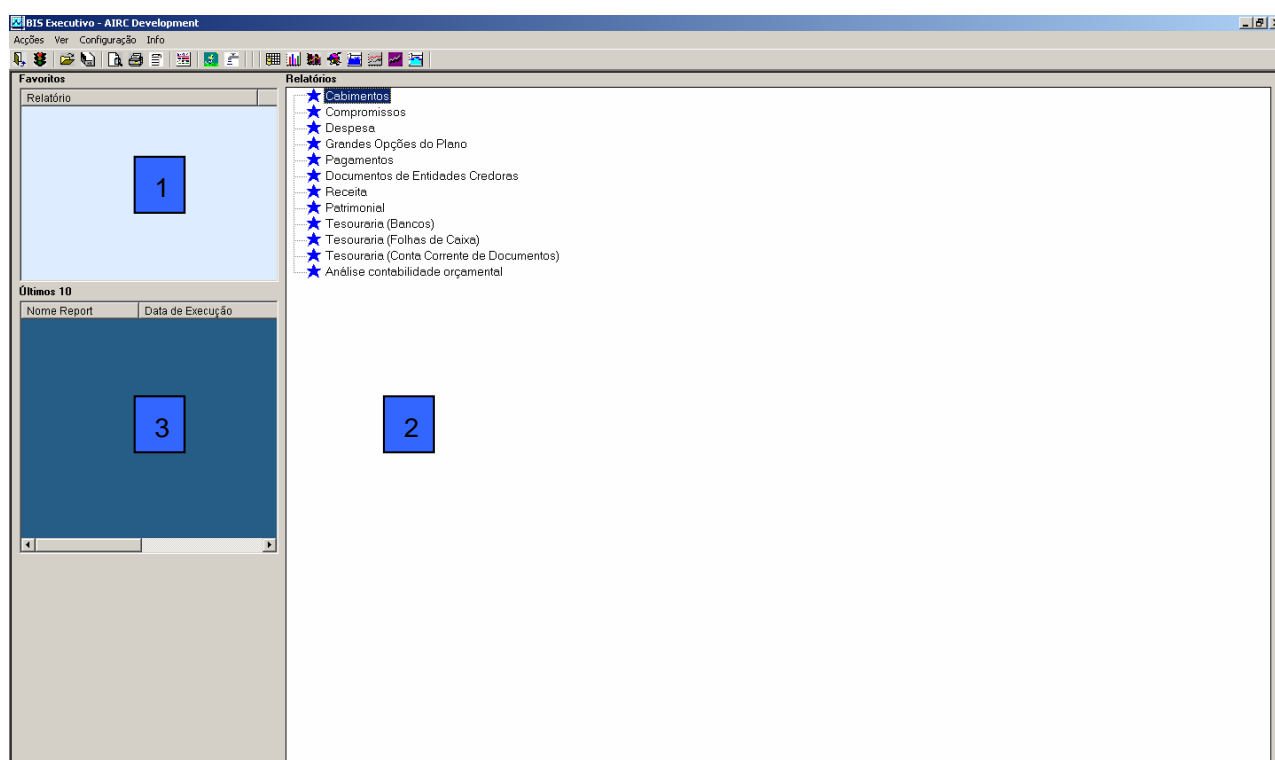 BIS Executivo - AIRC Development
Acções Ver Configuração Info
Favoritos
Relatório
1
Últimos 10
Nome Report Data de Execução
3
Relatórios
Cabimentos
Compromissos
Despesa
Grandes Opções do Plano
Pagamentos
Documentos de Entidades Credoras
Receita
Patrimonial
Tesouraria (Bancos)
Tesouraria (Folhas de Caixa)
Tesouraria (Conta Corrente de Documentos)
Análise contabilidade orçamental
2